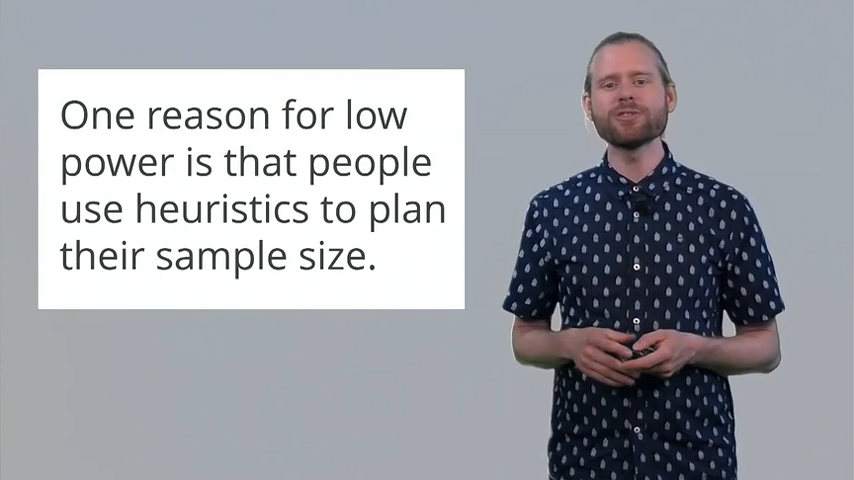 One reason for low
power is that people
use heuristics to plan
their sample size.